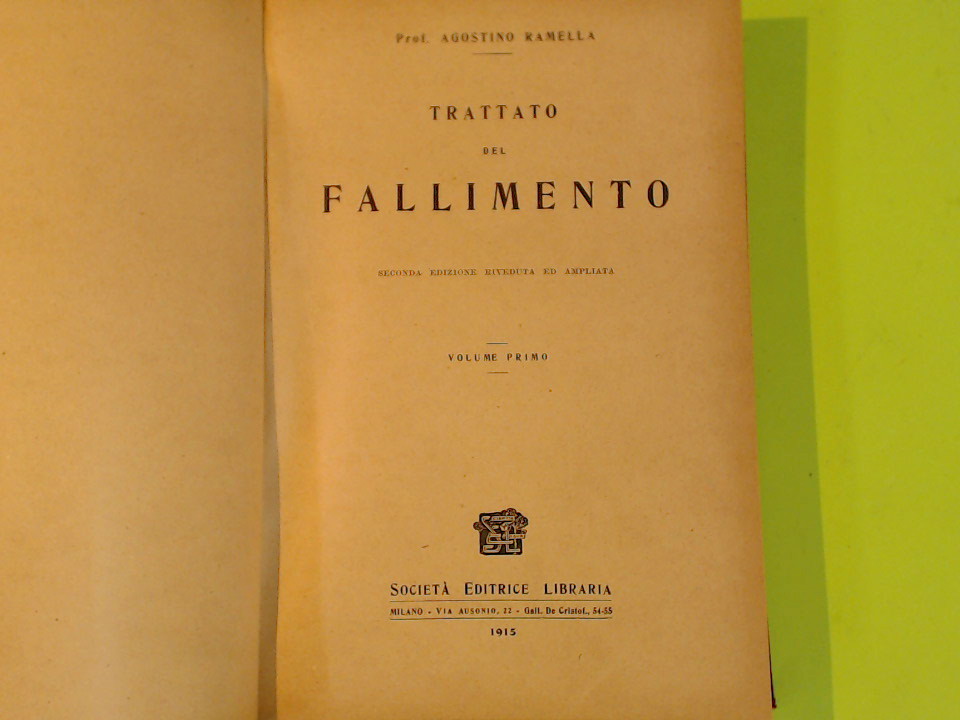 Prof. AGOSTINO RAMELLA
TRATTATO
DEL
FALLIMENTO
SECONDA EDIZIONE RIVEDUTA ED AMPLIATA
VOLUME PRIMO
SOCIETÀ EDITRICE LIBRARIA
MILANO - VIA AUSONIO, 22 - Gall. De Cristof., 54-55
1915